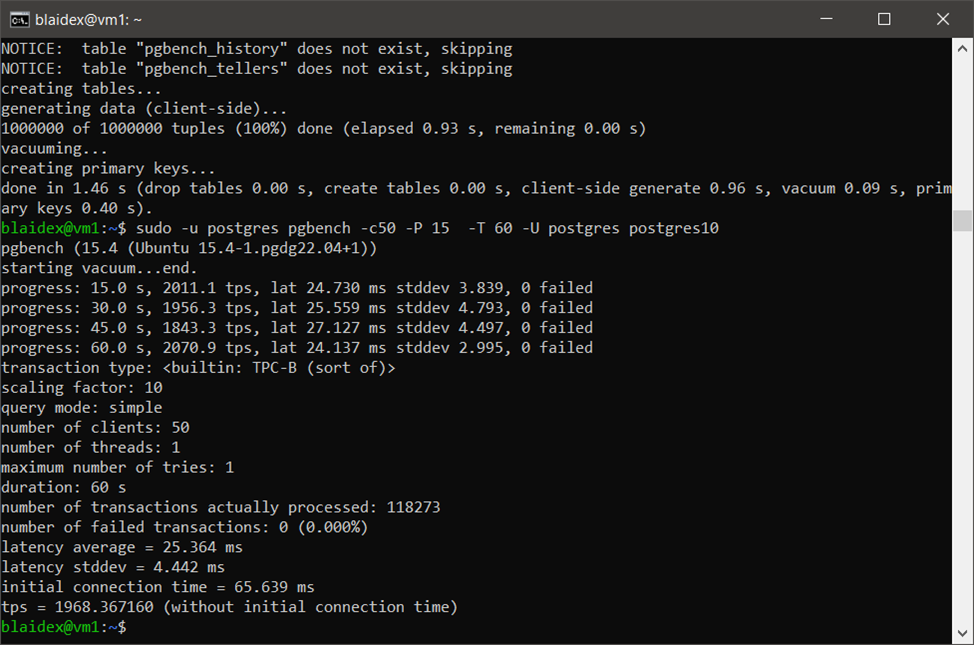 blaidex@vm1: ~
NOTICE:  table "pgbench_history" does not exist, skipping
NOTICE:  table "pgbench_tellers" does not exist, skipping
creating tables...
generating data (client-side)...
1000000 of 1000000 tuples (100%) done (elapsed 0.93 s, remaining 0.00 s)
vacuuming...
creating primary keys...
done in 1.46 s (drop tables 0.00 s, create tables 0.00 s, client-side generate 0.96 s, vacuum 0.09 s, prim
ary keys 0.40 s).
blaidex@vm1:~$ sudo -u postgres pgbench -c50 -P 15  -T 60 -U postgres postgres10
pgbench (15.4 (Ubuntu 15.4-1.pgdg22.04+1))
starting vacuum...end.
progress: 15.0 s, 2011.1 tps, lat 24.730 ms stddev 3.839, 0 failed
progress: 30.0 s, 1956.3 tps, lat 25.559 ms stddev 4.793, 0 failed
progress: 45.0 s, 1843.3 tps, lat 27.127 ms stddev 4.497, 0 failed
progress: 60.0 s, 2070.9 tps, lat 24.137 ms stddev 2.995, 0 failed
transaction type: <builtin: TPC-B (sort of)>
scaling factor: 10
query mode: simple
number of clients: 50
number of threads: 1
maximum number of tries: 1
duration: 60 s
number of transactions actually processed: 118273
number of failed transactions: 0 (0.000%)
latency average = 25.364 ms
latency stddev = 4.442 ms
initial connection time = 65.639 ms
tps = 1968.367160 (without initial connection time)
blaidex@vm1:~$